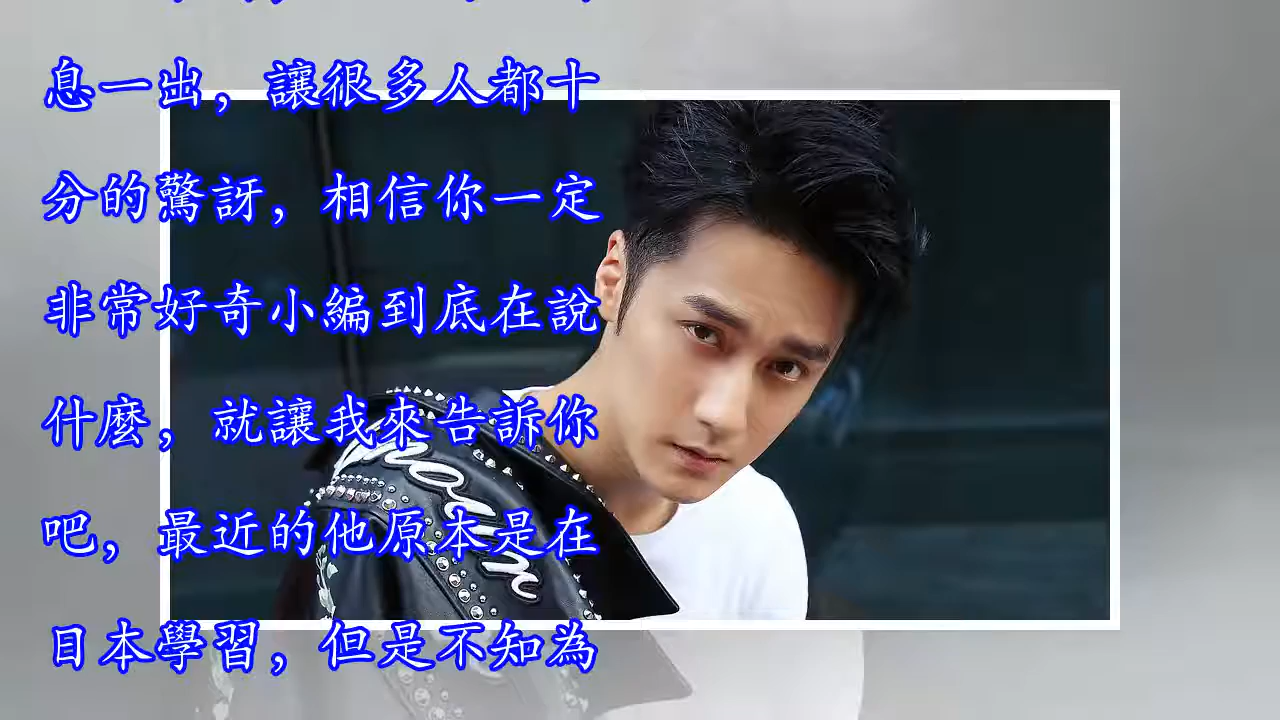 息一出，讓很多人都十
分的驚訝，相信你一定
非常好奇小編到底在說
什麼，就讓我來告訴你
吧，最近的他原本是在
日本學習，但是不知為